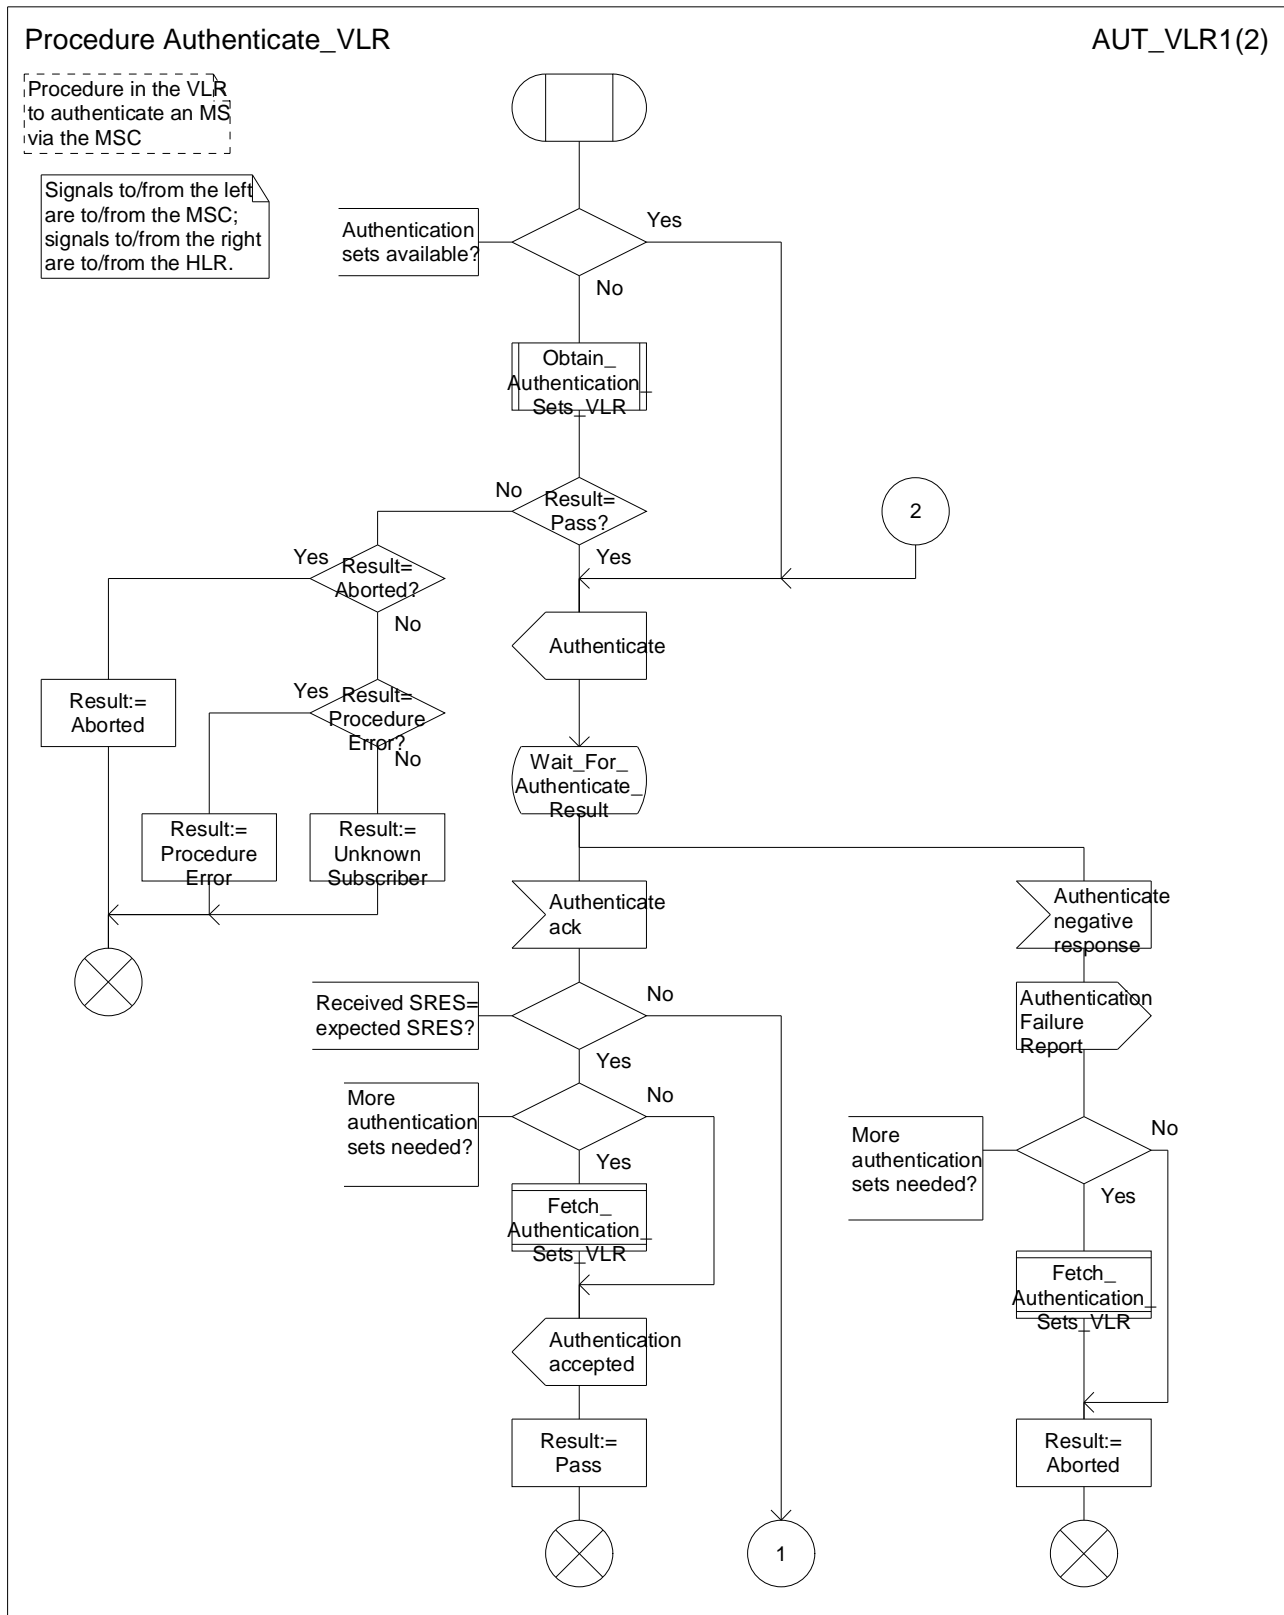 Procedure Authenticate_VLR
AUT_VLR1(2)
Procedure in the VLR
to authenticate an MS
via the MSC
Signals to/from the left
are to/from the MSC;
signals to/from the right
are to/from the HLR.
Authentication
sets available?
Yes
No
Obtain_
Authentication_
Sets_VLR
No
Result=
Pass?
Yes
2
Yes
Result=
Aborted?
No
Authenticate
Result:=
Aborted
Yes
Result=
Procedure
Error?
No
Wait_For_
Authenticate_
Result
Result:=
Procedure
Error
Result:=
Unknown
Subscriber
Authenticate
ack
Authenticate
negative
response
Received SRES=
expected SRES?
No
Yes
Authentication
Failure
Report
More
authentication
sets needed?
No
Yes
More
authentication
sets needed?
No
Yes
Fetch_
Authentication_
Sets_VLR
Fetch_
Authentication_
Sets_VLR
Authentication
accepted
Result:=
Pass
Result:=
Aborted
1